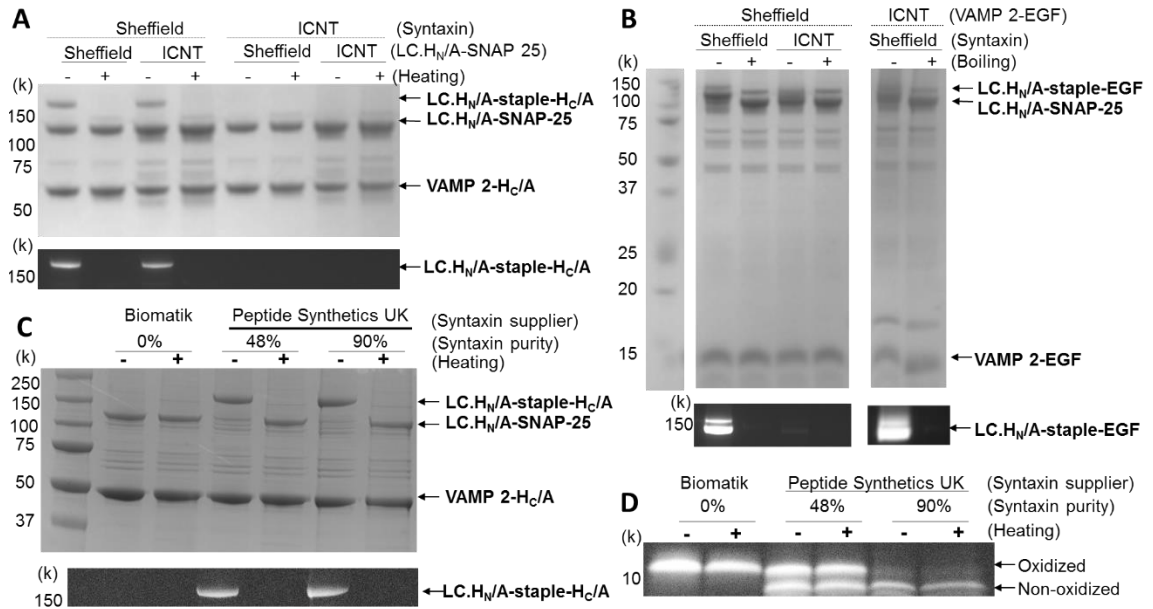 A
Sheffield ICNT (Syntaxin)
Sheffield ICNT Sheffield ICNT (LC.HN/A-SNAP 25)
(k) - + - + - + - + (Heating)
LC.HN/A-staple-HC/A
150 LC.HN/A-SNAP-25
100
75
VAMP 2-HC/A
50
(k)
150 LC.HN/A-staple-HC/A
B
Sheffield ICNT (VAMP 2-EGF)
Sheffield ICNT Sheffield (Syntaxin)
(k) - + - + - + (Boiling)
150 LC.HN/A-staple-EGF
100 LC.HN/A-SNAP-25
75
50
37
25
20
15 VAMP 2-EGF
(k)
150 LC.HN/A-staple-EGF
C
Biomatik Peptide Synthetics UK (Syntaxin supplier)
0% 48% 90% (Syntaxin purity)
(k) - + - + - + (Heating)
250
150 LC.HN/A-staple-HC/A
100 LC.HN/A-SNAP-25
75
50 VAMP 2-HC/A
37
(k)
150 LC.HN/A-staple-HC/A
D
Biomatik Peptide Synthetics UK (Syntaxin supplier)
0% 48% 90% (Syntaxin purity)
(k) - + - + - + (Heating)
Oxidized
10 Non-oxidized